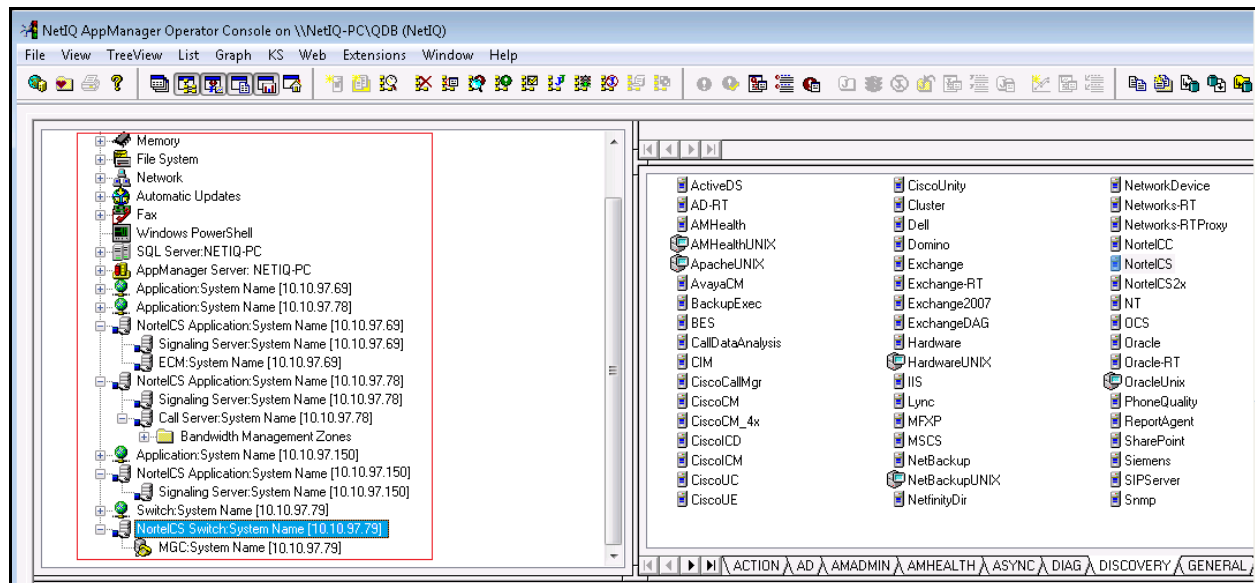 NetIQ AppManager Operator Console on \\NetIQ-PC\QDB (NetIQ)
File View TreeView List Graph KS Web Extensions Window Help
Memory
File System
Network
Automatic Updates
Fax
Windows PowerShell
SQL Server:NETIQ-PC
AppManager Server: NETIQ-PC
Application:System Name [10.10.97.69]
Application:System Name [10.10.97.78]
NortelCS Application:System Name [10.10.97.69]
Signaling Server:System Name [10.10.97.69]
ECM:System Name [10.10.97.69]
NortelCS Application:System Name [10.10.97.78]
Signaling Server:System Name [10.10.97.78]
Call Server:System Name [10.10.97.78]
Bandwidth Management Zones
Application:System Name [10.10.97.150]
NortelCS Application:System Name [10.10.97.150]
Signaling Server:System Name [10.10.97.150]
Switch:System Name [10.10.97.79]
NortelCS Switch:System Name [10.10.97.79]
MGC:System Name [10.10.97.79]
ActiveDS
AD-RT
AMHealth
AMHealthUNIX
ApacheUNIX
AvayaCM
BackupExec
BES
CallDataAnalysis
CIM
CiscoCallMgr
CiscoCM
CiscoCM_4x
CiscoICD
CiscoICM
CiscoUC
CiscoUE
CiscoUnity
Cluster
Dell
Domino
Exchange
Exchange-RT
Exchange2007
ExchangeDAG
Hardware
HardwareUNIX
IIS
Lync
MFXP
MSCS
NetBackup
NetBackupUNIX
NetfinityDir
NetworkDevice
Networks-RT
Networks-RTProxy
NortelCC
NortelCS
NortelCS2x
NT
OCS
Oracle
Oracle-RT
OracleUnix
PhoneQuality
ReportAgent
SharePoint
Siemens
SIPServer
Snmp
ACTION AD AMADMIN AMHEALTH ASYNC DIAG DISCOVERY GENERAL